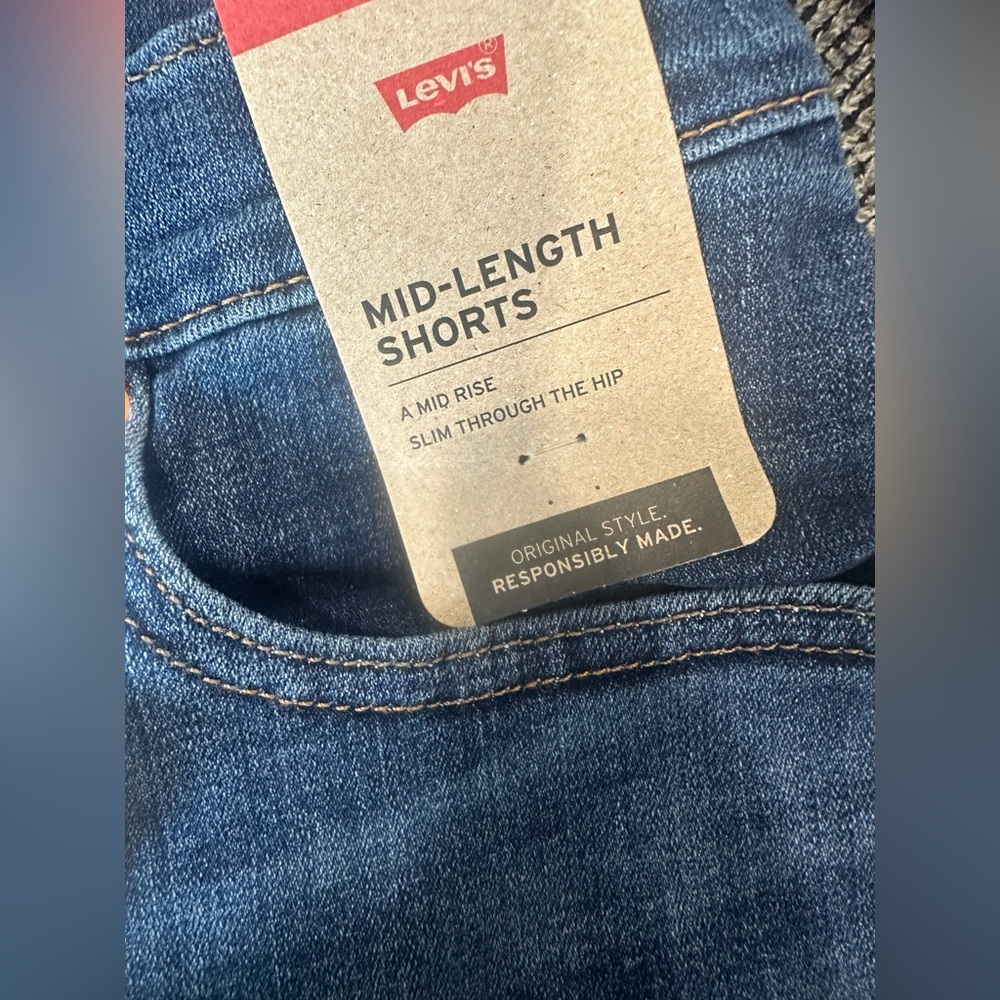 Levi's®
MID-LENGTH
SHORTS
A MID RISE
SLIM THROUGH THE HIP
ORIGINAL STYLE.
RESPONSIBLY MADE.